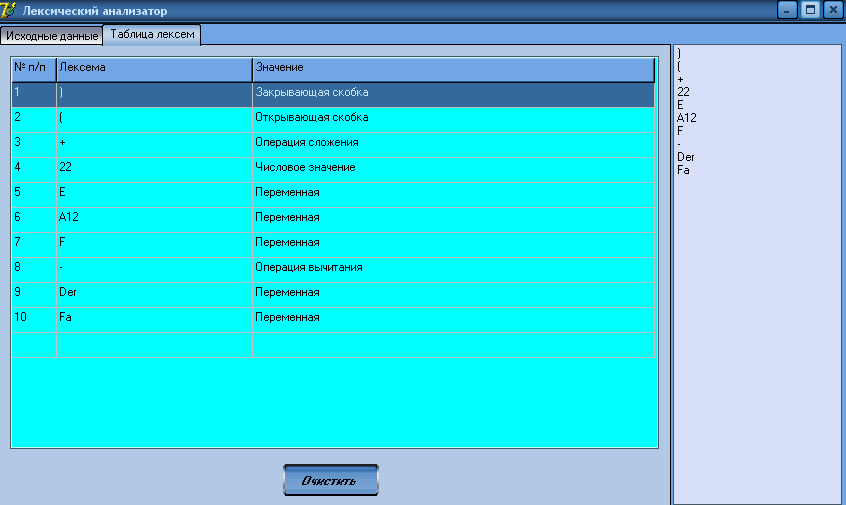 Лексический анализатор
Исходные данные Таблица лексем
№ п/п Лексема Значение
1 ) Закрывающая скобка
2 ( Открывающая скобка
3 + Операция сложения
4 22 Числовое значение
5 E Переменная
6 A12 Переменная
7 F Переменная
8 - Операция вычитания
9 Der Переменная
10 Fa Переменная
Очистить
)
(
+
22
E
A12
F
-
Der
Fa